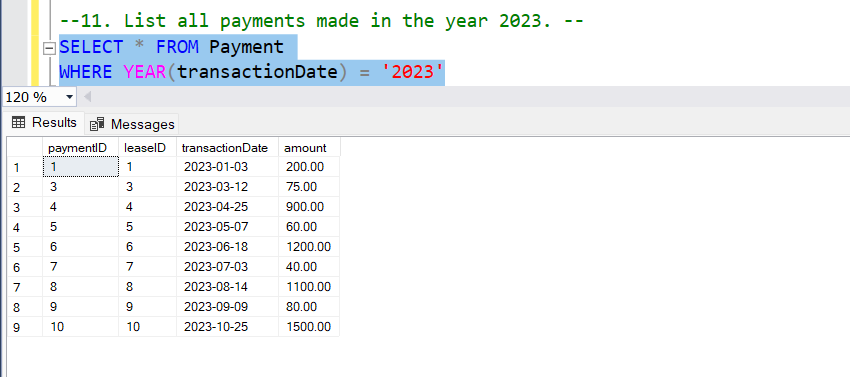 --11. List all payments made in the year 2023. --
SELECT * FROM Payment
WHERE YEAR(transactionDate) = '2023'
120 %
Results Messages
paymentID leaseID transactionDate amount
1 1 1 2023-01-03 200.00
2 3 3 2023-03-12 75.00
3 4 4 2023-04-25 900.00
4 5 5 2023-05-07 60.00
5 6 6 2023-06-18 1200.00
6 7 7 2023-07-03 40.00
7 8 8 2023-08-14 1100.00
8 9 9 2023-09-09 80.00
9 10 10 2023-10-25 1500.00